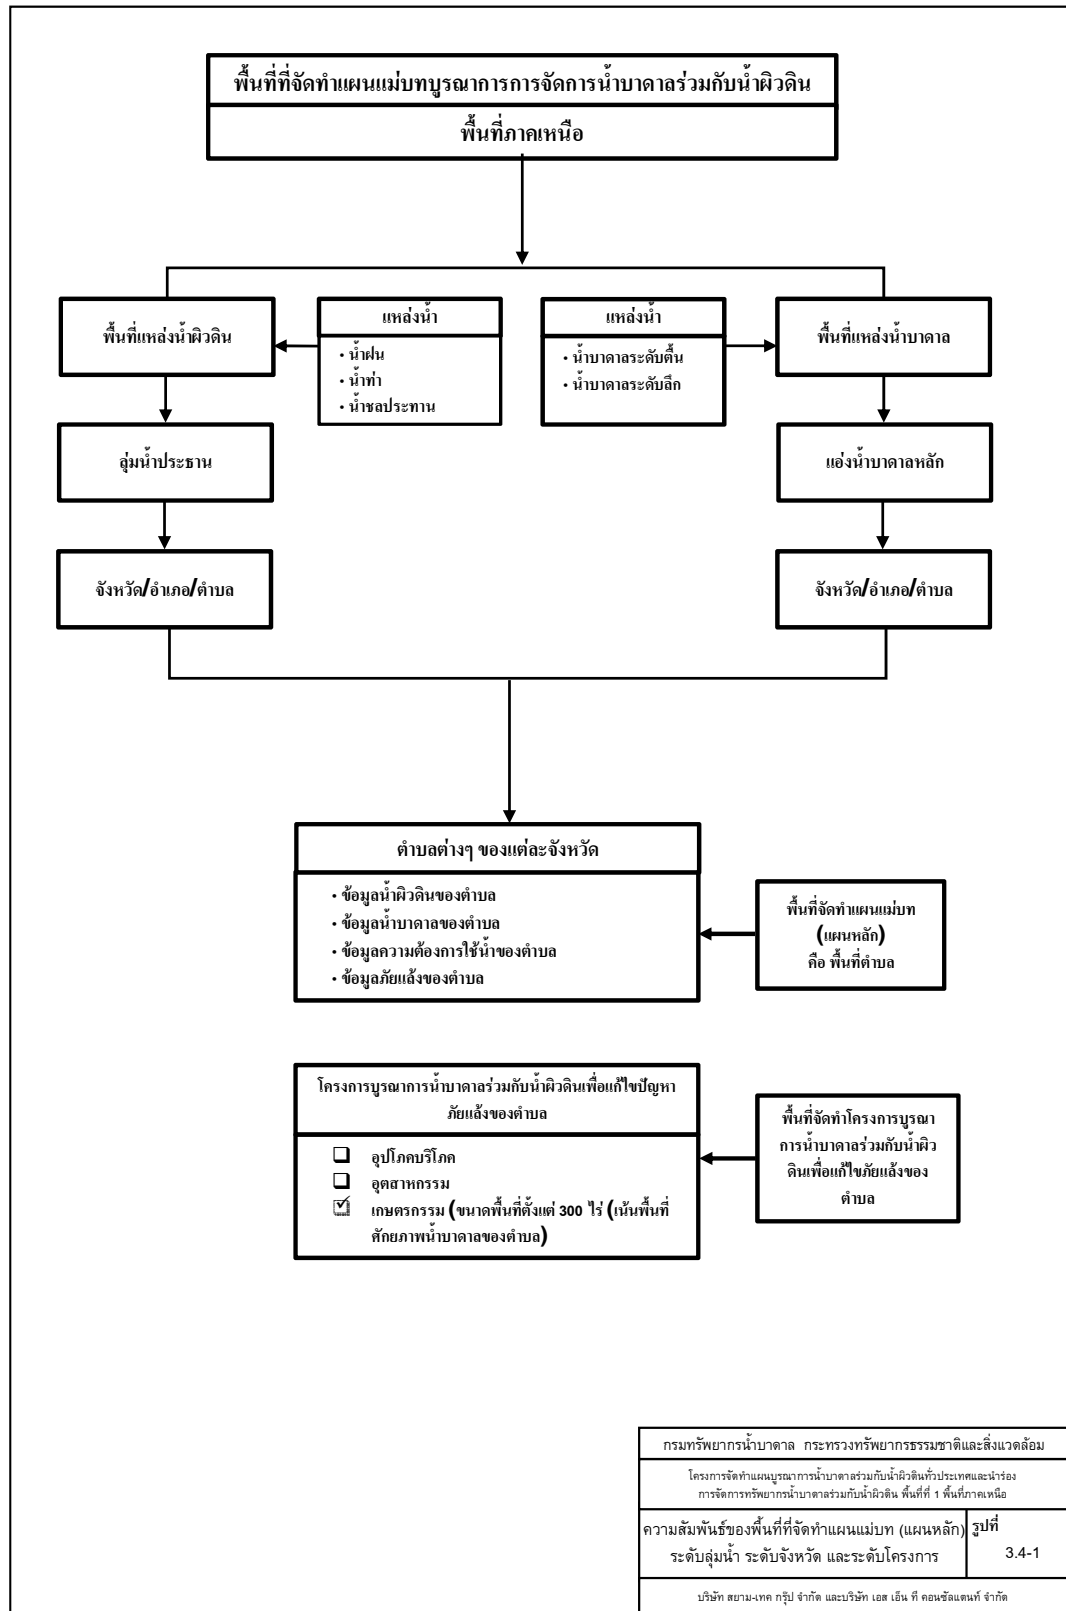 พื้นที่ที่จัดทำแผนแม่บทบูรณาการการจัดการน้ำบาดาลร่วมกับน้ำผิวดิน
พื้นที่ภาคเหนือ
พื้นที่แหล่งน้ำผิวดิน
แหล่งน้ำ
• น้ำฝน
• น้ำท่า
• น้ำชลประทาน
แหล่งน้ำ
• น้ำบาดาลระดับตื้น
• น้ำบาดาลระดับลึก
พื้นที่แหล่งน้ำบาดาล
ลุ่มน้ำประธาน
แอ่งน้ำบาดาลหลัก
จังหวัด/อำเภอ/ตำบล
จังหวัด/อำเภอ/ตำบล
ตำบลต่างๆ ของแต่ละจังหวัด
• ข้อมูลน้ำผิวดินของตำบล
• ข้อมูลน้ำบาดาลของตำบล
• ข้อมูลความต้องการใช้น้ำของตำบล
• ข้อมูลภัยแล้งของตำบล
พื้นที่จัดทำแผนแม่บท
(แผนหลัก)
คือ พื้นที่ตำบล
โครงการบูรณาการน้ำบาดาลร่วมกับน้ำผิวดินเพื่อแก้ไขปัญหา
ภัยแล้งของตำบล
❑ อุปโภคบริโภค
❑ อุตสาหกรรม
☑ เกษตรกรรม (ขนาดพื้นที่ตั้งแต่ 300 ไร่ (เน้นพื้นที่
ศักยภาพน้ำบาดาลของตำบล)
พื้นที่จัดทำโครงการบูรณา
การน้ำบาดาลร่วมกับน้ำผิว
ดินเพื่อแก้ไขภัยแล้งของ
ตำบล
กรมทรัพยากรน้ำบาดาล กระทรวงทรัพยากรธรรมชาติและสิ่งแวดล้อม
โครงการจัดทำแผนบูรณาการน้ำบาดาลร่วมกับน้ำผิวดินทั่วประเทศและนำร่อง
การจัดการทรัพยากรน้ำบาดาลร่วมกับน้ำผิวดิน พื้นที่ที่ 1 พื้นที่ภาคเหนือ
ความสัมพันธ์ของพื้นที่ที่จัดทำแผนแม่บท (แผนหลัก)
ระดับลุ่มน้ำ ระดับจังหวัด และระดับโครงการ
รูปที่
3.4-1
บริษัท สยาม-เทค กรุ๊ป จำกัด และบริษัท เอส เอ็น ที คอนซัลแตนท์ จำกัด